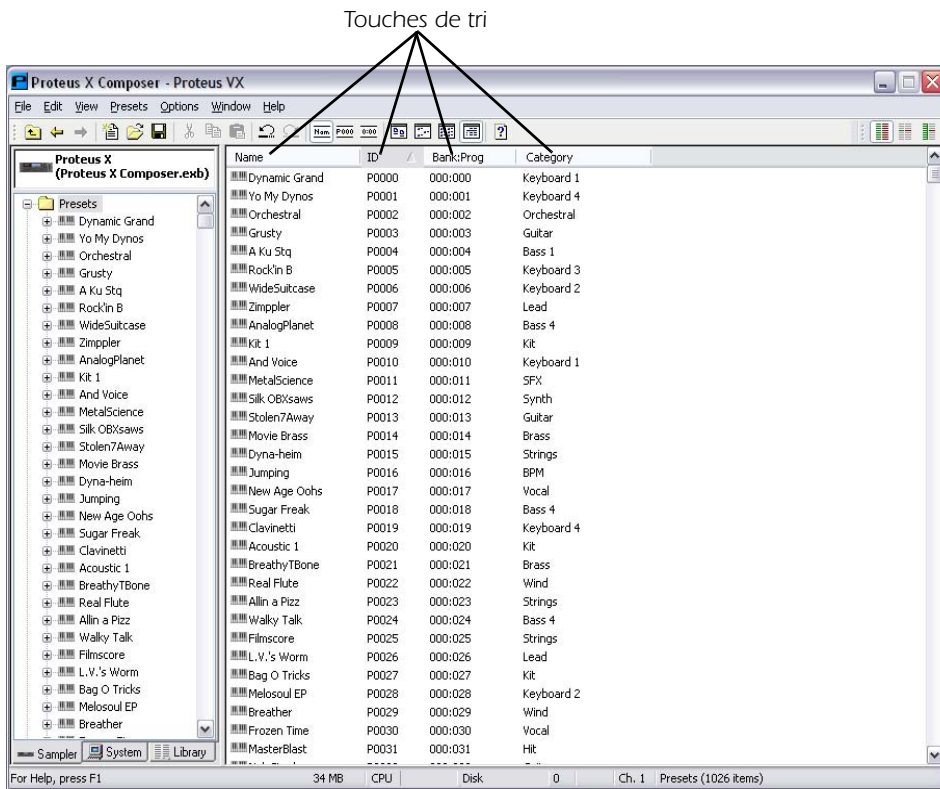 Touches de tri
Proteus X Composer - Proteus VX
File Edit View Presets Options Window Help
Nam P000 0:00
Proteus X
(Proteus X Composer.exb)
Presets
Dynamic Grand
Yo My Dynos
Orchestral
Grusty
A Ku Stq
Rock'in B
WideSuitcase
Zimppler
AnalogPlanet
Kit 1
And Voice
MetalScience
Silk OBXsaws
Stolen7Away
Movie Brass
Dyna-heim
Jumping
New Age Oohs
Sugar Freak
Clavinetti
Acoustic 1
BreathyTBone
Real Flute
Allin a Pizz
Walky Talk
Filmscore
L.V.'s Worm
Bag O Tricks
Melosoul EP
Breather
Sampler System Library
Name ID Bank:Prog Category
Dynamic Grand P0000 000:000 Keyboard 1
Yo My Dynos P0001 000:001 Keyboard 4
Orchestral P0002 000:002 Orchestral
Grusty P0003 000:003 Guitar
A Ku Stq P0004 000:004 Bass 1
Rock'in B P0005 000:005 Keyboard 3
WideSuitcase P0006 000:006 Keyboard 2
Zimppler P0007 000:007 Lead
AnalogPlanet P0008 000:008 Bass 4
Kit 1 P0009 000:009 Kit
And Voice P0010 000:010 Keyboard 1
MetalScience P0011 000:011 SFX
Silk OBXsaws P0012 000:012 Synth
Stolen7Away P0013 000:013 Guitar
Movie Brass P0014 000:014 Brass
Dyna-heim P0015 000:015 Strings
Jumping P0016 000:016 BPM
New Age Oohs P0017 000:017 Vocal
Sugar Freak P0018 000:018 Bass 4
Clavinetti P0019 000:019 Keyboard 4
Acoustic 1 P0020 000:020 Kit
BreathyTBone P0021 000:021 Brass
Real Flute P0022 000:022 Wind
Allin a Pizz P0023 000:023 Strings
Walky Talk P0024 000:024 Bass 4
Filmscore P0025 000:025 Strings
L.V.'s Worm P0026 000:026 Lead
Bag O Tricks P0027 000:027 Kit
Melosoul EP P0028 000:028 Keyboard 2
Breather P0029 000:029 Wind
Frozen Time P0030 000:030 Vocal
MasterBlast P0031 000:031 Hit
For Help, press F1 34 MB CPU Disk 0 Ch. 1 Presets (1026 items)